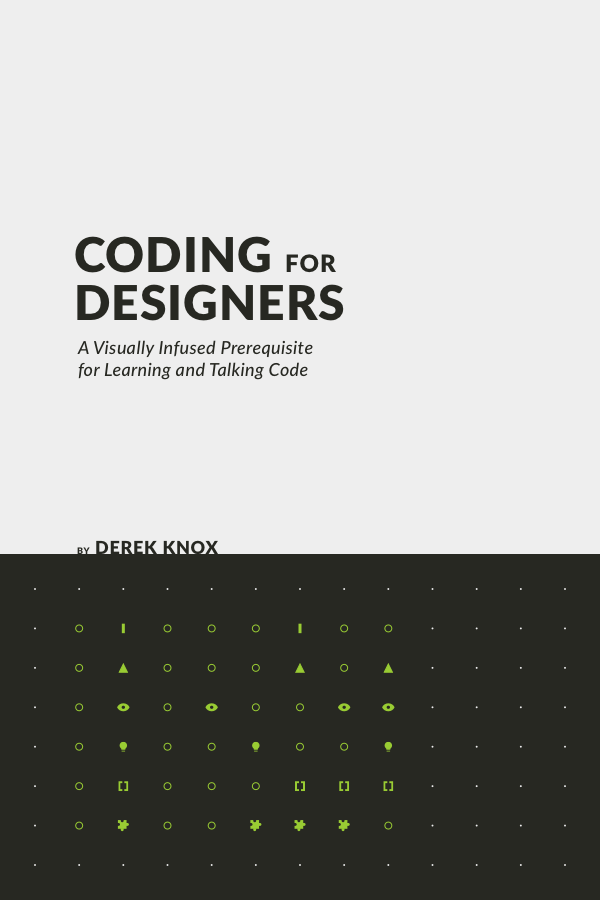 CODING FOR
DESIGNERS
A Visually Infused Prerequisite
for Learning and Talking Code
BY DEREK KNOX